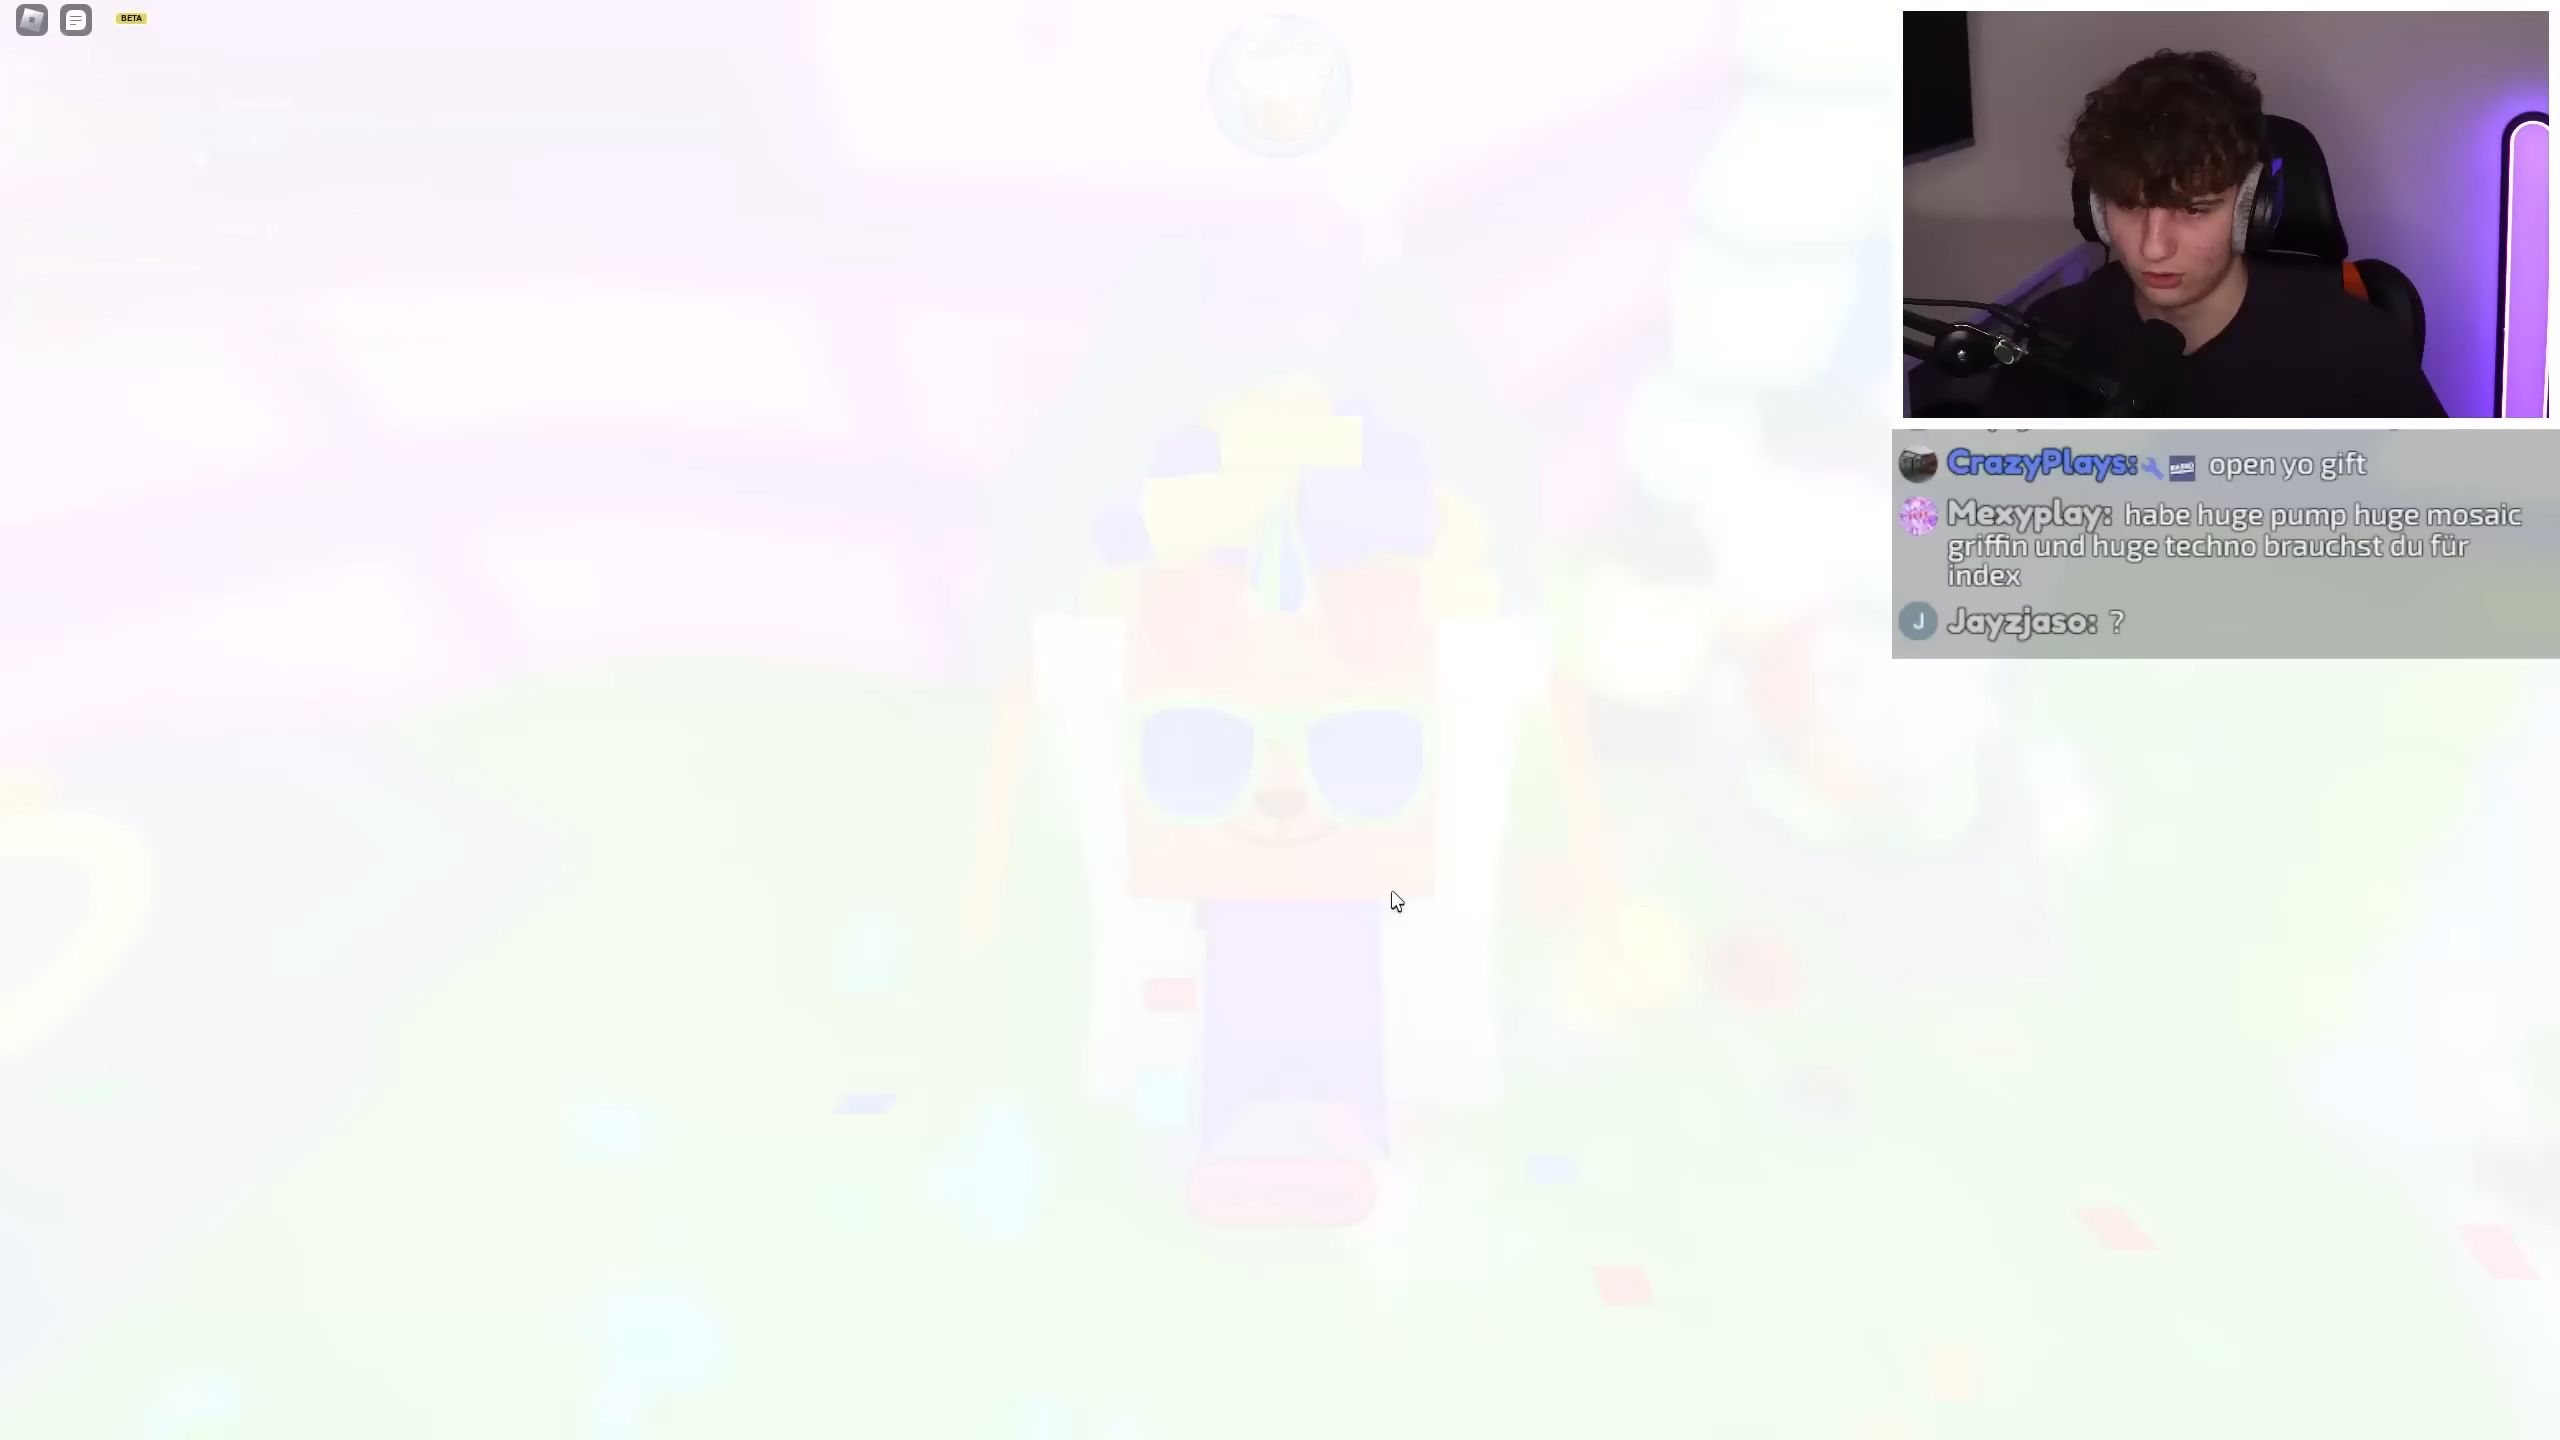 BETA
CrazyPlays: open yo gift
Mexyplay: habe huge pump huge mosaic
griffin und huge techno brauchst du für
index
J Jayzjaso: ?